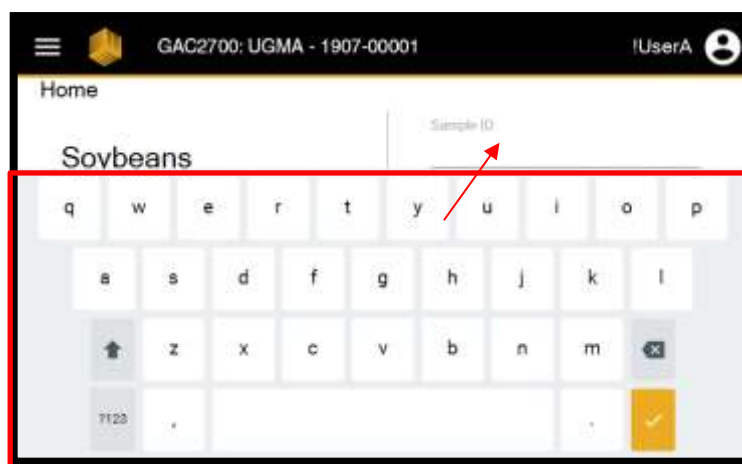 GAC2700: UGMA - 1907-00001 !UserA
Home
Sample ID
Soybeans
q w e r t y u i o p
a s d f g h j k l
z x c v b n m
?123 , .